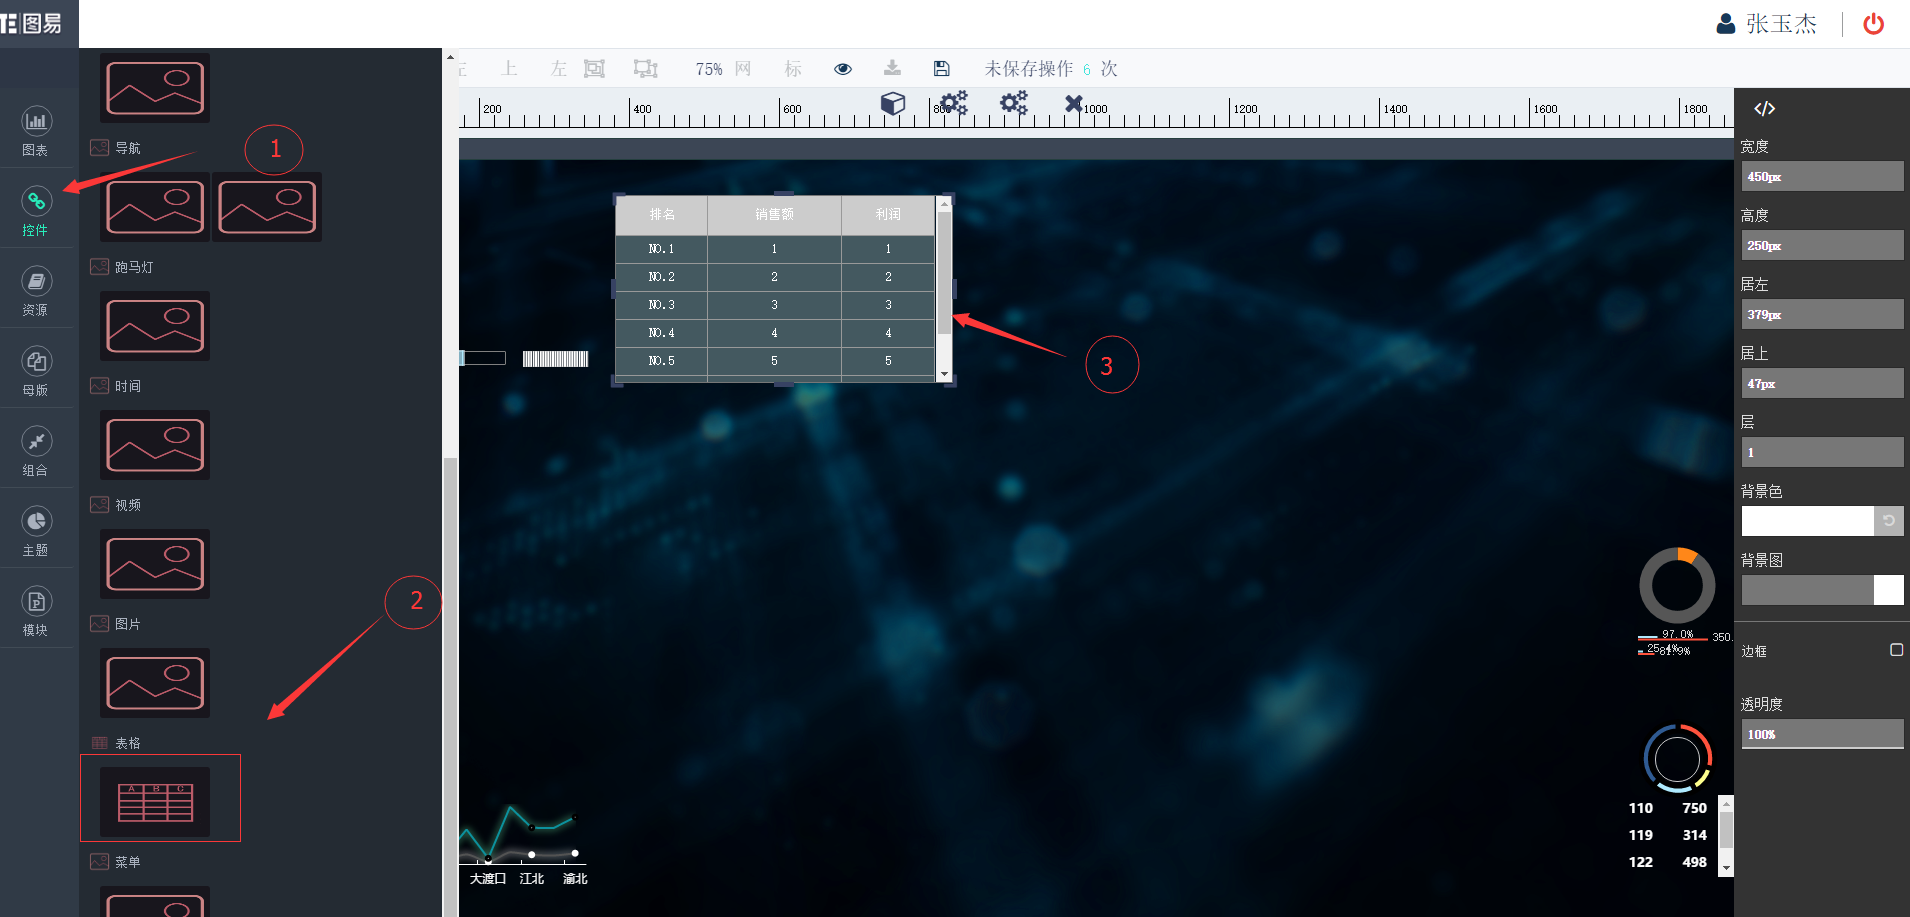 TE|图易
张玉杰
左 上 左 75% 网 标 未保存操作 6 次
200 400 600 800 1000 1200 1400 1600 1800
图表
控件
资源
母版
组合
主题
模块
导航
跑马灯
时间
视频
图片
表格
A B C
菜单
1
2
3
排名 销售额 利润
NO.1 1 1
NO.2 2 2
NO.3 3 3
NO.4 4 4
NO.5 5 5
大渡口 江北 渝北
97.0% 350.
110 750
119 314
122 498
宽度
450px
高度
250px
居左
379px
居上
47px
层
1
背景色
背景图
边框
透明度
100%